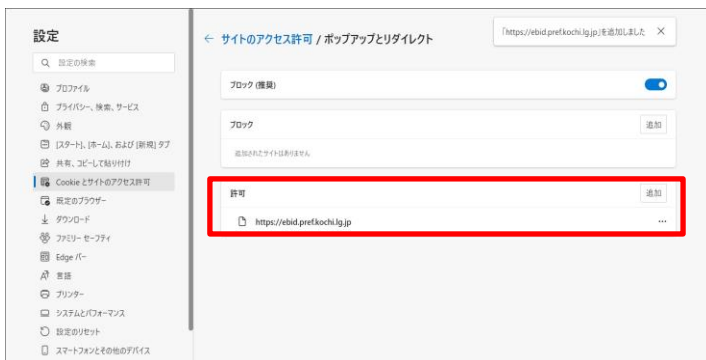 設定
設定の検索
プロファイル
プライバシー、検索、サービス
外観
[スタート]、[ホーム]、および [新規] タブ
共有、コピーして貼り付け
Cookie とサイトのアクセス許可
既定のブラウザー
ダウンロード
ファミリー セーフティ
Edge バー
言語
プリンター
システムとパフォーマンス
設定のリセット
スマートフォンとその他のデバイス
サイトのアクセス許可 / ポップアップとリダイレクト
「https://ebid.pref.kochi.lg.jp」を追加しました
ブロック (推奨)
ブロック
追加
追加されたサイトはありません
許可
追加
https://ebid.pref.kochi.lg.jp